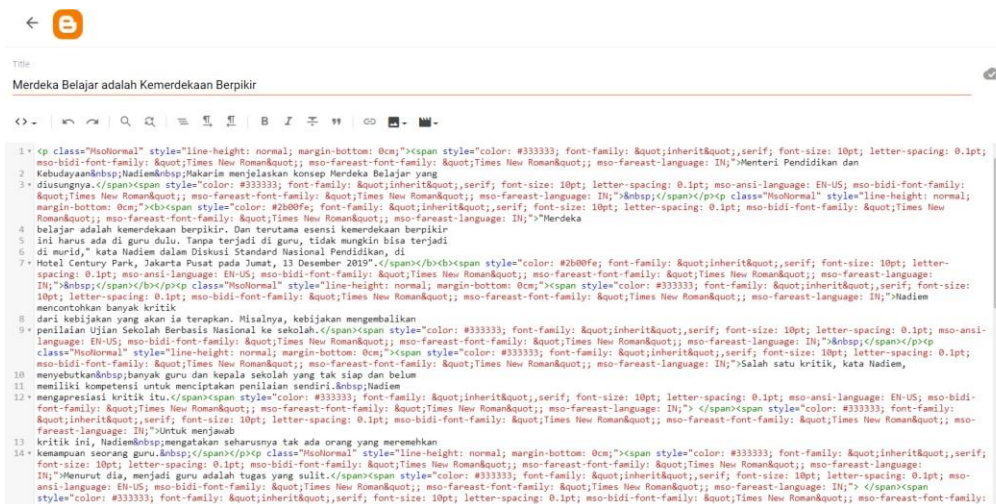 Title
Merdeka Belajar adalah Kemerdekaan Berpikir
1 <p class="MsoNormal" style="line-height: normal; margin-bottom: 0cm;"><span style="color: #333333; font-family: &quot;inherit&quot;,serif; font-size: 10pt; letter-spacing: 0.1pt;
mso-bidi-font-family: &quot;Times New Roman&quot;; mso-fareast-font-family: &quot;Times New Roman&quot;; mso-fareast-language: IN;">Menteri Pendidikan dan
2 Kebudayaan&nbsp;Nadiem&nbsp;Makarim menjelaskan konsep Merdeka Belajar yang
3 diusungnya.</span><span style="color: #333333; font-family: &quot;inherit&quot;,serif; font-size: 10pt; letter-spacing: 0.1pt; mso-ansi-language: EN-US; mso-bidi-font-family:
&quot;Times New Roman&quot;; mso-fareast-font-family: &quot;Times New Roman&quot;; mso-fareast-language: IN;">&nbsp;</span></p><p class="MsoNormal" style="line-height: normal;
margin-bottom: 0cm;"><b><span style="color: #2b00fe; font-family: &quot;inherit&quot;,serif; font-size: 10pt; letter-spacing: 0.1pt; mso-bidi-font-family: &quot;Times New
Roman&quot;; mso-fareast-font-family: &quot;Times New Roman&quot;; mso-fareast-language: IN;">"Merdeka
4 belajar adalah kemerdekaan berpikir. Dan terutama esensi kemerdekaan berpikir
5 ini harus ada di guru dulu. Tanpa terjadi di guru, tidak mungkin bisa terjadi
6 di murid," kata Nadiem dalam Diskusi Standard Nasional Pendidikan, di
7 Hotel Century Park, Jakarta Pusat pada Jumat, 13 Desember 2019".</span></b><b><span style="color: #2b00fe; font-family: &quot;inherit&quot;,serif; font-size: 10pt; letter-
spacing: 0.1pt; mso-ansi-language: EN-US; mso-bidi-font-family: &quot;Times New Roman&quot;; mso-fareast-font-family: &quot;Times New Roman&quot;; mso-fareast-language:
IN;">&nbsp;</span></b></p><p class="MsoNormal" style="line-height: normal; margin-bottom: 0cm;"><span style="color: #333333; font-family: &quot;inherit&quot;,serif; font-size:
10pt; letter-spacing: 0.1pt; mso-bidi-font-family: &quot;Times New Roman&quot;; mso-fareast-font-family: &quot;Times New Roman&quot;; mso-fareast-language: IN;">Nadiem
mencontohkan banyak kritik
8 dari kebijakan yang akan ia terapkan. Misalnya, kebijakan mengembalikan
9 penilaian Ujian Sekolah Berbasis Nasional ke sekolah.</span><span style="color: #333333; font-family: &quot;inherit&quot;,serif; font-size: 10pt; letter-spacing: 0.1pt; mso-ansi-
language: EN-US; mso-bidi-font-family: &quot;Times New Roman&quot;; mso-fareast-font-family: &quot;Times New Roman&quot;; mso-fareast-language: IN;">&nbsp;</span></p><p
class="MsoNormal" style="line-height: normal; margin-bottom: 0cm;"><span style="color: #333333; font-family: &quot;inherit&quot;,serif; font-size: 10pt; letter-spacing: 0.1pt;
mso-bidi-font-family: &quot;Times New Roman&quot;; mso-fareast-font-family: &quot;Times New Roman&quot;; mso-fareast-language: IN;">Salah satu kritik, kata Nadiem,
10 menyebutkan&nbsp;banyak guru dan kepala sekolah yang tak siap dan belum
11 memiliki kompetensi untuk menciptakan penilaian sendiri.&nbsp;Nadiem
12 mengapresiasi kritik itu.</span><span style="color: #333333; font-family: &quot;inherit&quot;,serif; font-size: 10pt; letter-spacing: 0.1pt; mso-ansi-language: EN-US; mso-bidi-
font-family: &quot;Times New Roman&quot;; mso-fareast-font-family: &quot;Times New Roman&quot;; mso-fareast-language: IN;"> </span><span style="color: #333333; font-family:
&quot;inherit&quot;,serif; font-size: 10pt; letter-spacing: 0.1pt; mso-bidi-font-family: &quot;Times New Roman&quot;; mso-fareast-font-family: &quot;Times New Roman&quot;; mso-
fareast-language: IN;">Untuk menjawab
13 kritik ini, Nadiem&nbsp;mengatakan seharusnya tak ada orang yang meremehkan
14 kemampuan seorang guru.&nbsp;</span></p><p class="MsoNormal" style="line-height: normal; margin-bottom: 0cm;"><span style="color: #333333; font-family: &quot;inherit&quot;,serif;
font-size: 10pt; letter-spacing: 0.1pt; mso-bidi-font-family: &quot;Times New Roman&quot;; mso-fareast-font-family: &quot;Times New Roman&quot;; mso-fareast-language:
IN;">Menurut dia, menjadi guru adalah tugas yang sulit.</span><span style="color: #333333; font-family: &quot;inherit&quot;,serif; font-size: 10pt; letter-spacing: 0.1pt; mso-
ansi-language: EN-US; mso-bidi-font-family: &quot;Times New Roman&quot;; mso-fareast-font-family: &quot;Times New Roman&quot;; mso-fareast-language: IN;"> </span><span
style="color: #333333; font-family: &quot;inherit&quot;,serif; font-size: 10pt; letter-spacing: 0.1pt; mso-bidi-font-family: &quot;Times New Roman&quot;; mso-fareast-font-family: